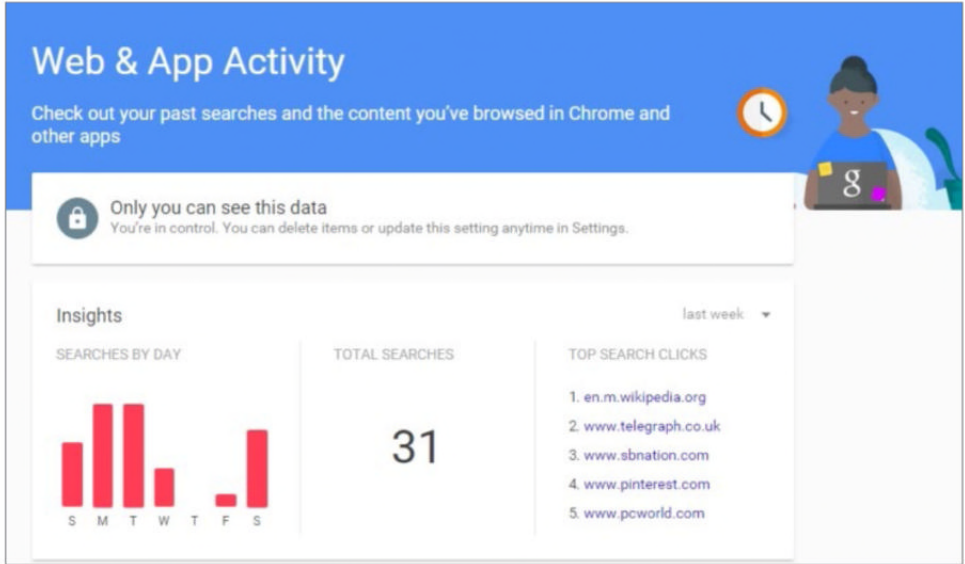 Web & App Activity
Check out your past searches and the content you've browsed in Chrome and
other apps
g
Only you can see this data
You're in control. You can delete items or update this setting anytime in Settings.
Insights
last week
SEARCHES BY DAY
TOTAL SEARCHES
TOP SEARCH CLICKS
31
1. en.m.wikipedia.org
2. www.telegraph.co.uk
3. www.sbnation.com
4. www.pinterest.com
5. www.pcworld.com
S M T W T F S